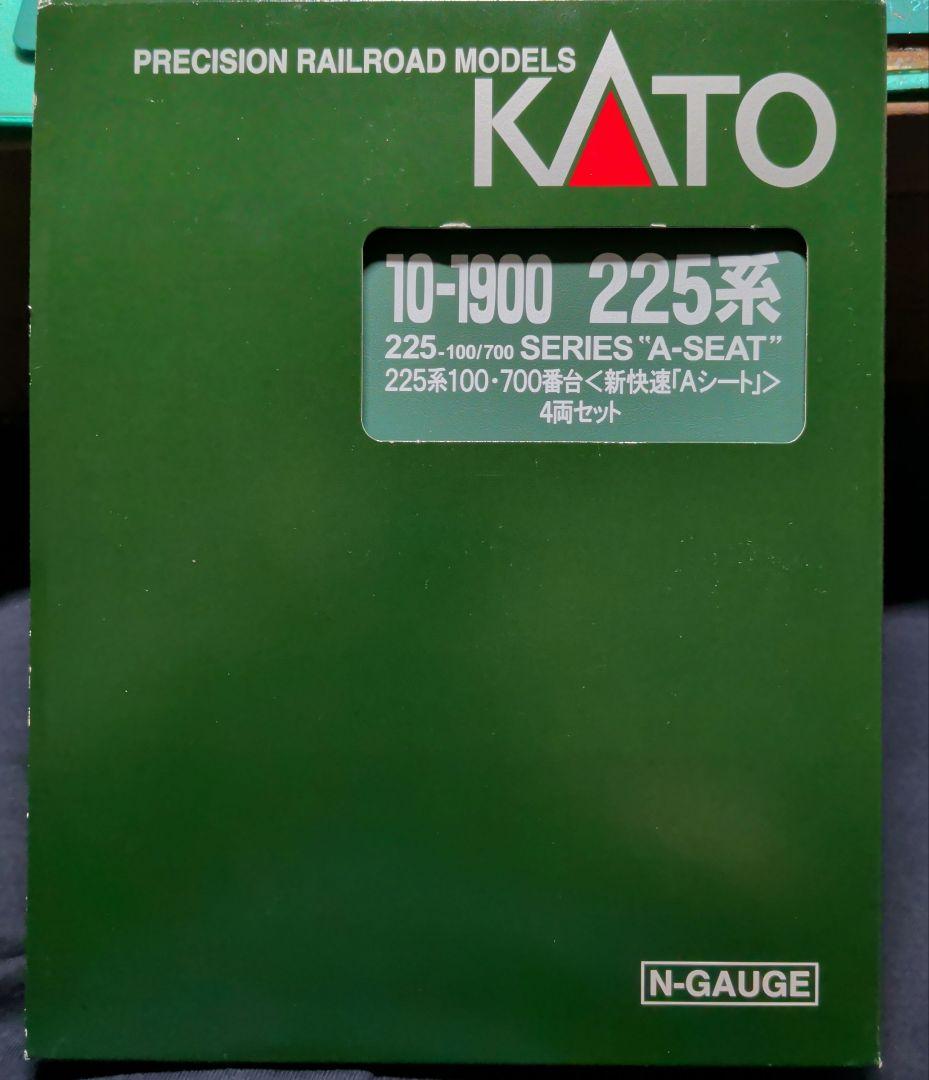 PRECISION RAILROAD MODELS
KATO
10-1900 225系
225-100/700 SERIES "A-SEAT"
225系100・700番台＜新快速「Aシート」＞
4両セット
N-GAUGE